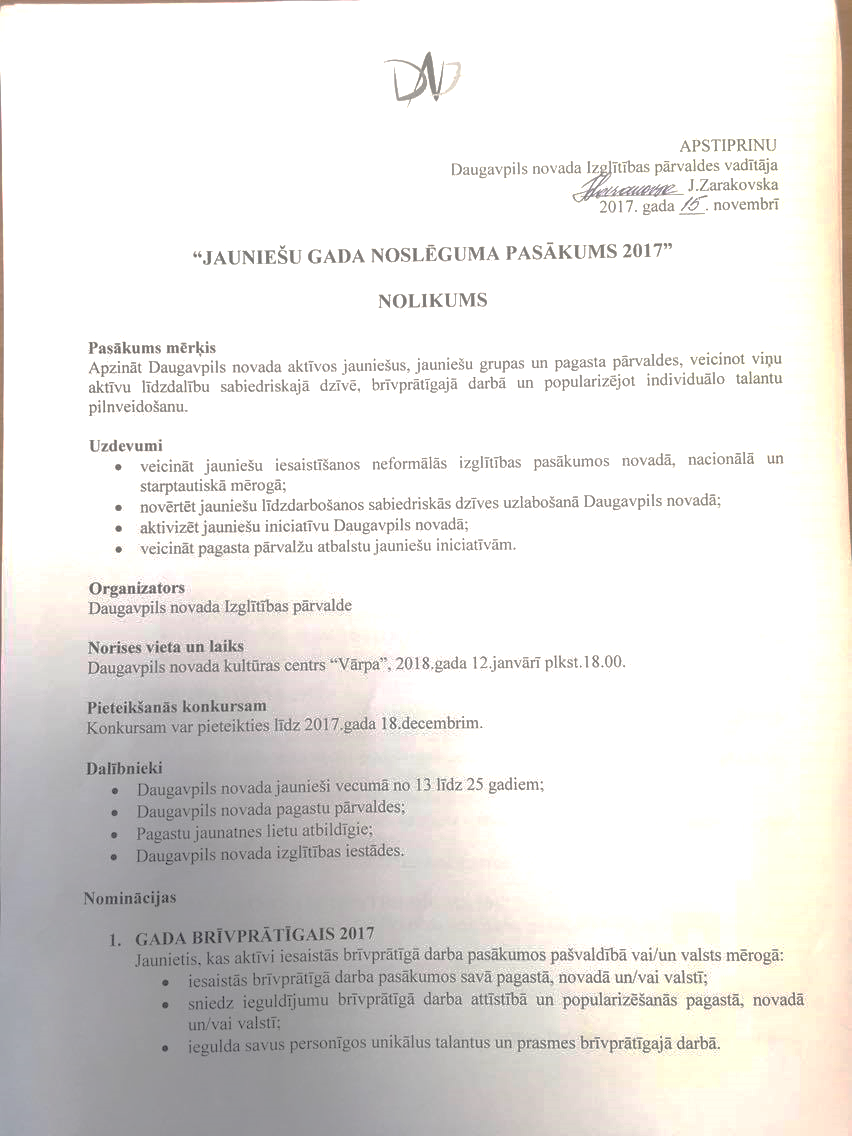 DND
APSTIPRINU
Daugavpils novada Izglītības pārvaldes vadītāja
J.Zarakovska
2017. gada 15. novembrī
“JAUNIEŠU GADA NOSLĒGUMA PASĀKUMS 2017”
NOLIKUMS
Pasākums mērķis
Apzināt Daugavpils novada aktīvos jauniešus, jauniešu grupas un pagasta pārvaldes, veicinot viņu
aktīvu līdzdalību sabiedriskajā dzīvē, brīvprātīgajā darbā un popularizējot individuālo talantu
pilnveidošanu.
Uzdevumi
• veicināt jauniešu iesaistīšanos neformālās izglītības pasākumos novadā, nacionālā un
starptautiskā mērogā;
• novērtēt jauniešu līdzdarbošanos sabiedriskās dzīves uzlabošanā Daugavpils novadā;
• aktivizēt jauniešu iniciatīvu Daugavpils novadā;
• veicināt pagasta pārvalžu atbalstu jauniešu iniciatīvām.
Organizators
Daugavpils novada Izglītības pārvalde
Norises vieta un laiks
Daugavpils novada kultūras centrs “Vārpa”, 2018.gada 12.janvārī plkst.18.00.
Pieteikšanās konkursam
Konkursam var pieteikties līdz 2017.gada 18.decembrim.
Dalībnieki
• Daugavpils novada jaunieši vecumā no 13 līdz 25 gadiem;
• Daugavpils novada pagastu pārvaldes;
• Pagastu jaunatnes lietu atbildīgie;
• Daugavpils novada izglītības iestādes.
Nominācijas
1. GADA BRĪVPRĀTĪGAIS 2017
Jaunietis, kas aktīvi iesaistās brīvprātīgā darba pasākumos pašvaldībā vai/un valsts mērogā:
• iesaistās brīvprātīgā darba pasākumos savā pagastā, novadā un/vai valstī;
• sniedz ieguldījumu brīvprātīgā darba attīstībā un popularizēšanās pagastā, novadā
un/vai valstī;
• iegulda savus personīgos unikālus talantus un prasmes brīvprātīgajā darbā.